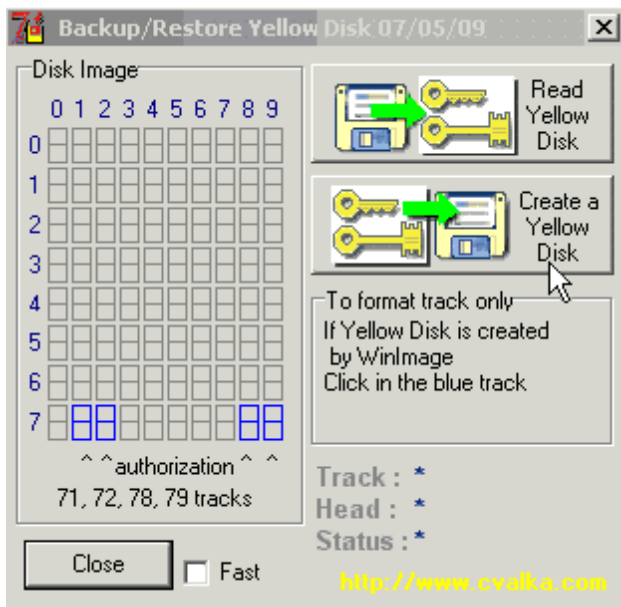 Backup/Restore Yellow Disk 07/05/09
Disk Image
0 1 2 3 4 5 6 7 8 9
0
1
2
3
4
5
6
7
^ ^authorization ^ ^
71, 72, 78, 79 tracks
Close
Fast
Read
Yellow
Disk
Create a
Yellow
Disk
To format track only
If Yellow Disk is created
by WinImage
Click in the blue track
Track : *
Head : *
Status : *
http://www.cvalka.com